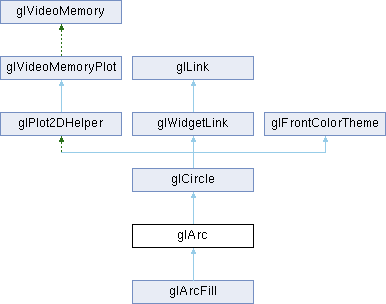 glVideoMemory
glVideoMemoryPlot
glLink
glPlot2DHelper
glWidgetLink
glFrontColorTheme
glCircle
glArc
glArcFill